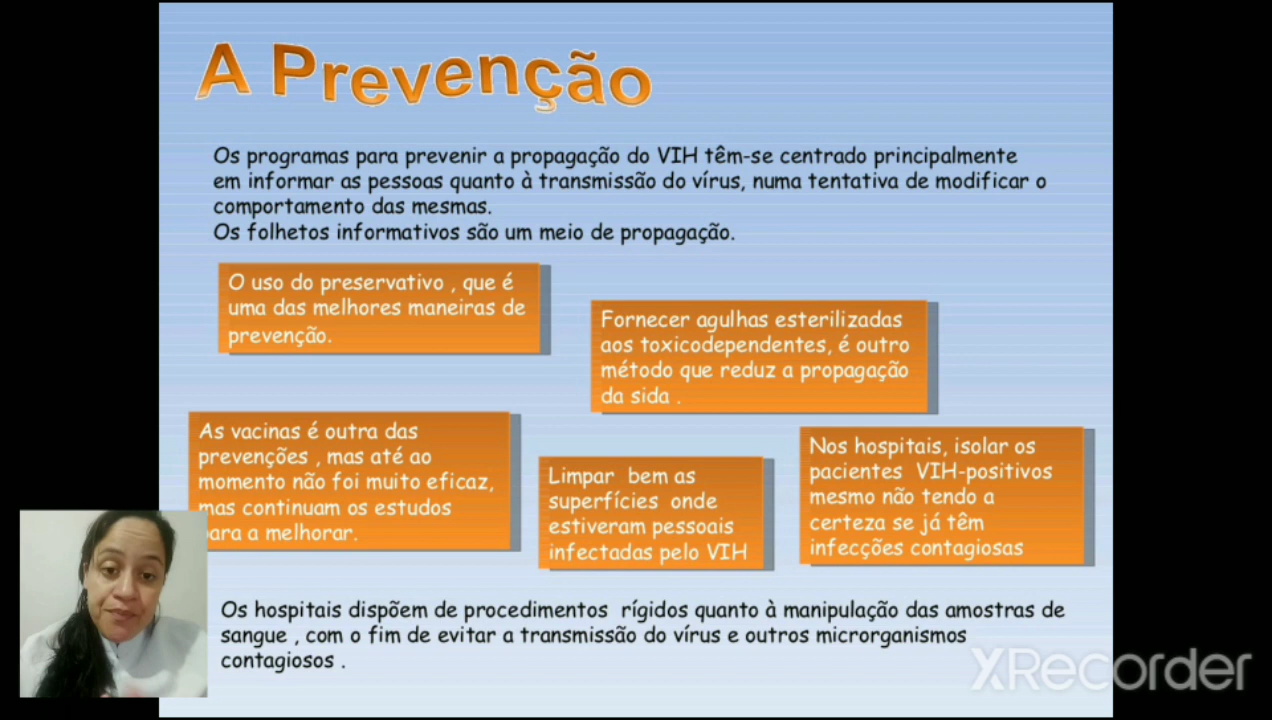 A Prevenção
Os programas para prevenir a propagação do VIH têm-se centrado principalmente
em informar as pessoas quanto à transmissão do vírus, numa tentativa de modificar o
comportamento das mesmas.
Os folhetos informativos são um meio de propagação.
O uso do preservativo , que é
uma das melhores maneiras de
prevenção.
Fornecer agulhas esterilizadas
aos toxicodependentes, é outro
método que reduz a propagação
da sida .
As vacinas é outra das
prevenções , mas até ao
momento não foi muito eficaz,
mas continuam os estudos
para a melhorar.
Limpar bem as
superfícies onde
estiveram pessoais
infectadas pelo VIH
Nos hospitais, isolar os
pacientes VIH-positivos
mesmo não tendo a
certeza se já têm
infecções contagiosas
Os hospitais dispõem de procedimentos rígidos quanto à manipulação das amostras de
sangue , com o fim de evitar a transmissão do vírus e outros microrganismos
contagiosos .
XRecorder